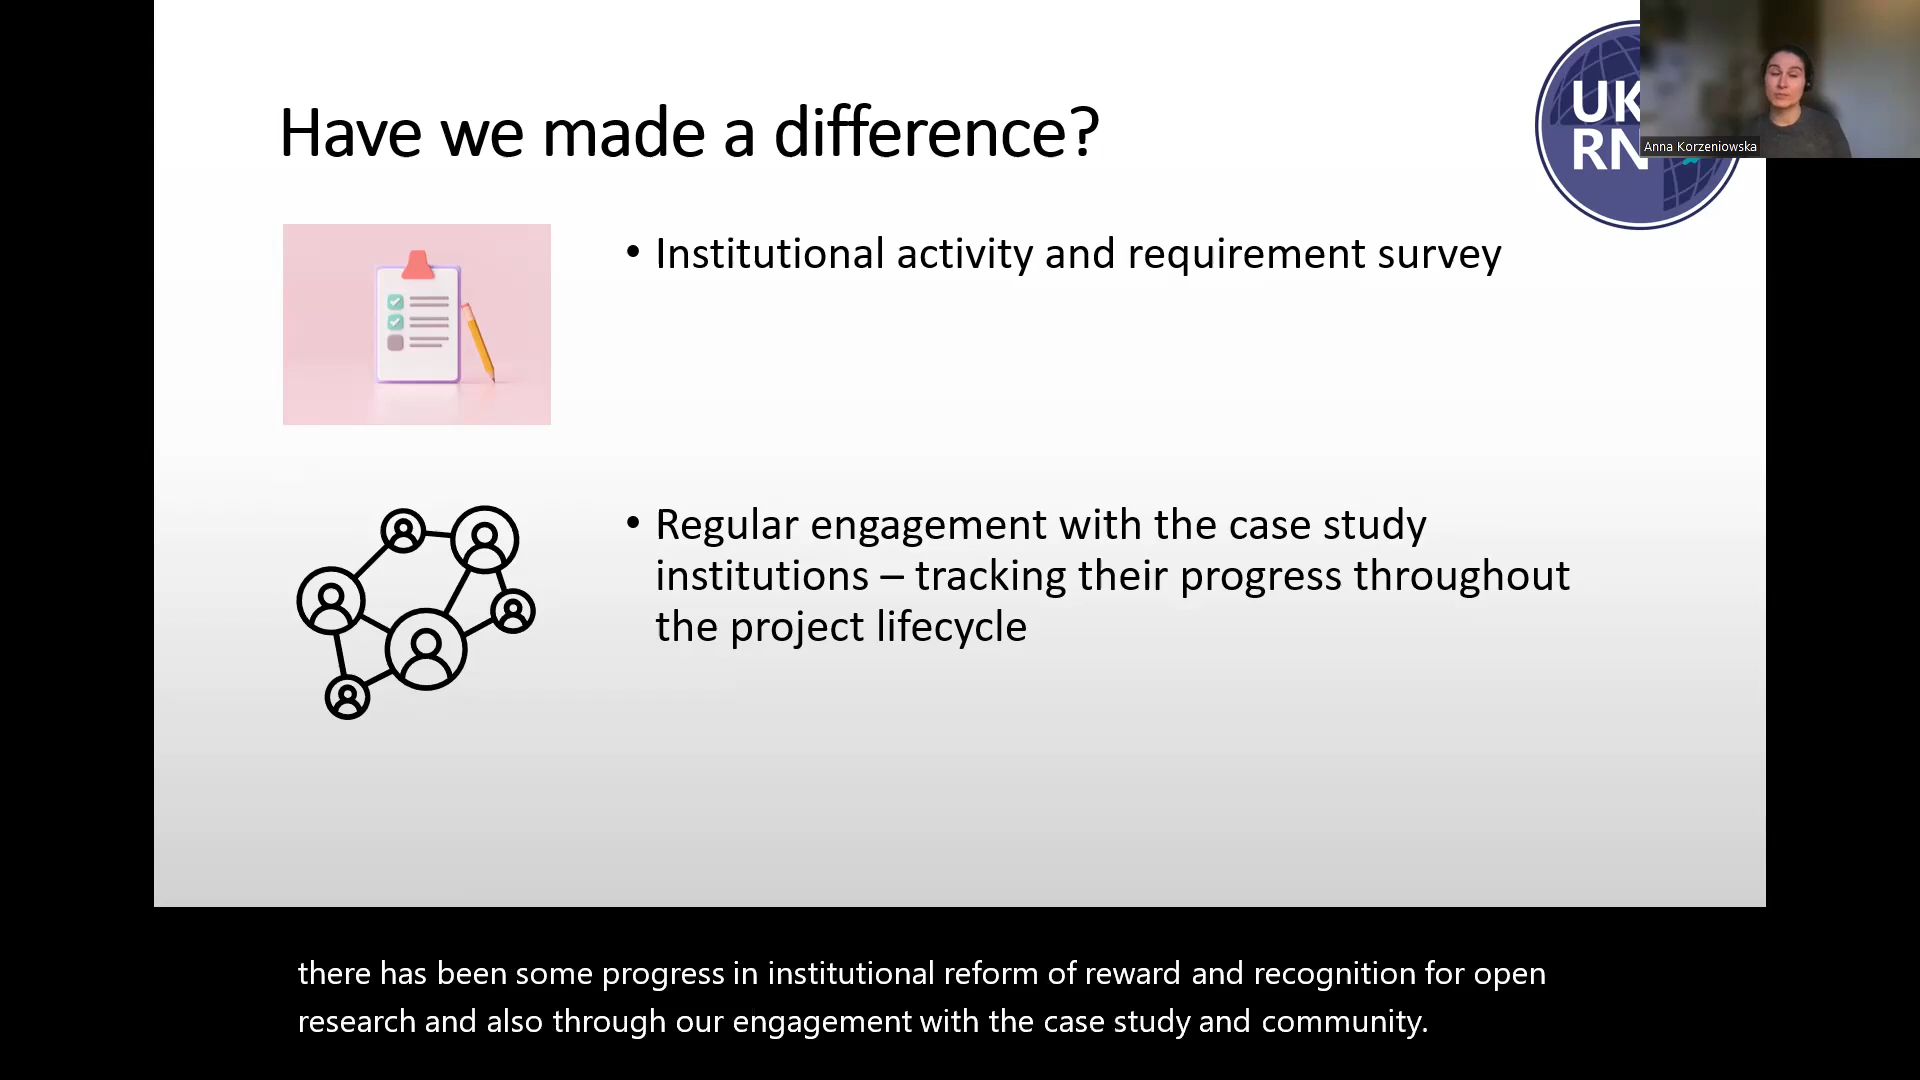 Have we made a difference?
UK
RN
Anna Korzeniowska
• Institutional activity and requirement survey
• Regular engagement with the case study
institutions – tracking their progress throughout
the project lifecycle
there has been some progress in institutional reform of reward and recognition for open
research and also through our engagement with the case study and community.